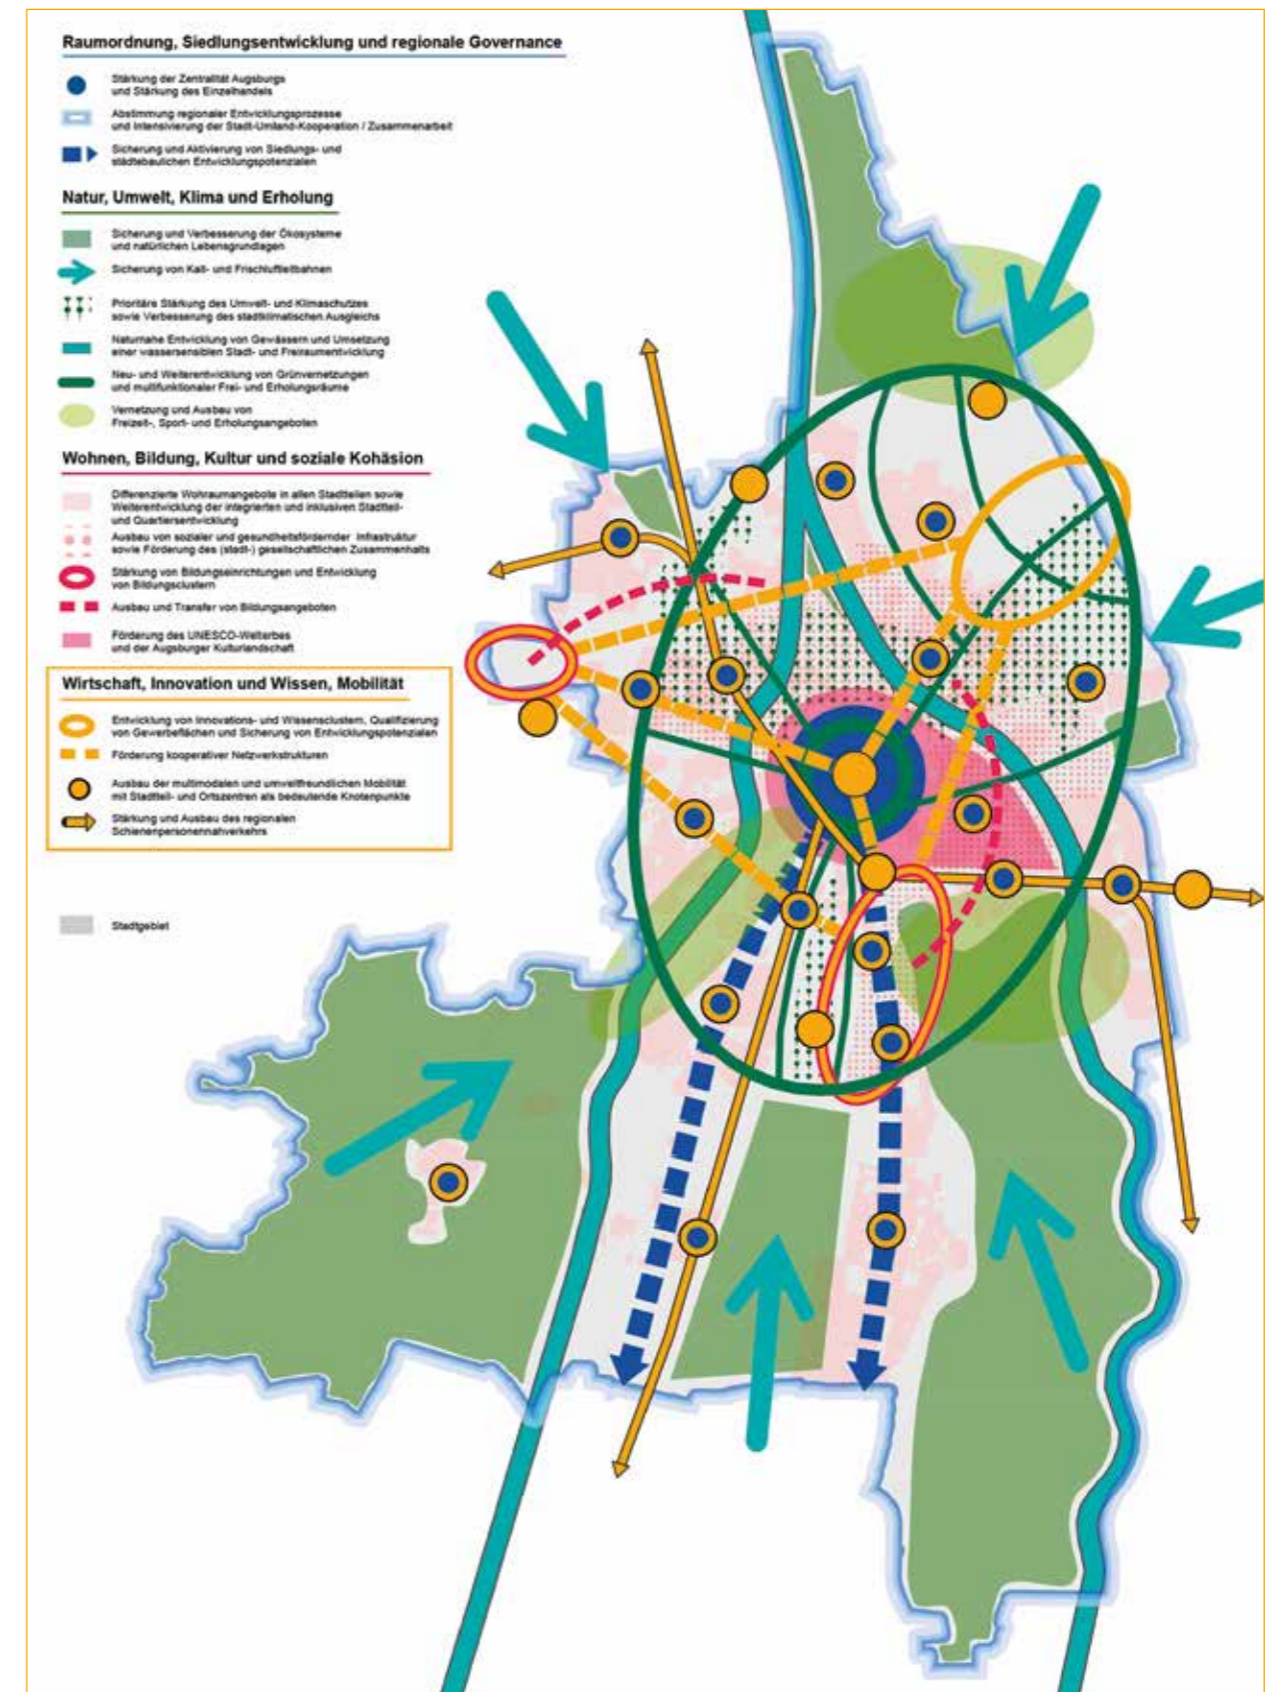 Raumordnung, Siedlungsentwicklung und regionale Governance
Stärkung der Zentralität Augsburgs
und Stärkung des Einzelhandels
Abstimmung regionaler Entwicklungsprozesse
und Intensivierung der Stadt-Umland-Kooperation / Zusammenarbeit
Sicherung und Aktivierung von Siedlungs- und
städtebaulichen Entwicklungspotenzialen
Natur, Umwelt, Klima und Erholung
Sicherung und Verbesserung der Ökosysteme
und natürlichen Lebensgrundlagen
Sicherung von Kalt- und Frischluftleitbahnen
Prioritäre Stärkung des Umwelt- und Klimaschutzes
sowie Verbesserung des stadtklimatischen Ausgleichs
Naturnahe Entwicklung von Gewässern und Umsetzung
einer wassersensiblen Stadt- und Freiraumentwicklung
Neu- und Weiterentwicklung von Grünvernetzungen
und multifunktionaler Frei- und Erholungsräume
Vernetzung und Ausbau von
Freizeit-, Sport- und Erholungsangeboten
Wohnen, Bildung, Kultur und soziale Kohäsion
Differenzierte Wohnraumangebote in allen Stadtteilen sowie
Weiterentwicklung der integrierten und inklusiven Stadtteil-
und Quartiersentwicklung
Ausbau von sozialer und gesundheitsfördernder Infrastruktur
sowie Förderung des (stadt-) gesellschaftlichen Zusammenhalts
Stärkung von Bildungseinrichtungen und Entwicklung
von Bildungsclustern
Ausbau und Transfer von Bildungsangeboten
Förderung des UNESCO-Welterbes
und der Augsburger Kulturlandschaft
Wirtschaft, Innovation und Wissen, Mobilität
Entwicklung von Innovations- und Wissensclustern, Qualifizierung
von Gewerbeflächen und Sicherung von Entwicklungspotenzialen
Förderung kooperativer Netzwerkstrukturen
Ausbau der multimodalen und umweltfreundlichen Mobilität
mit Stadtteil- und Ortszentren als bedeutende Knotenpunkte
Stärkung und Ausbau des regionalen
Schienenpersonennahverkehrs
Stadtgebiet